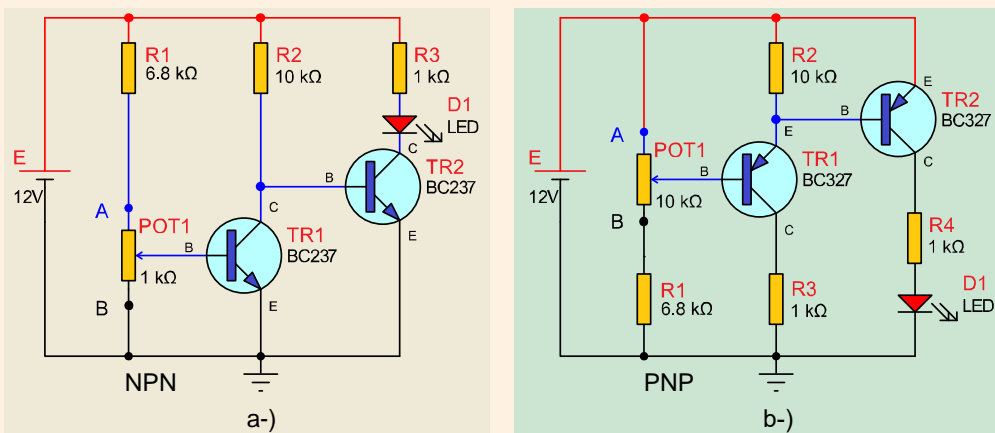 R1
6.8 kΩ
R2
10 kΩ
R3
1 kΩ
D1
LED
E
12V
A
POT1
1 kΩ
B
B
C
TR1
BC237
E
B
C
TR2
BC237
E
NPN
a-)
R2
10 kΩ
E
TR2
BC327
B
C
A
POT1
10 kΩ
B
E
12V
B
E
TR1
BC327
C
R4
1 kΩ
R1
6.8 kΩ
R3
1 kΩ
D1
LED
PNP
b-)